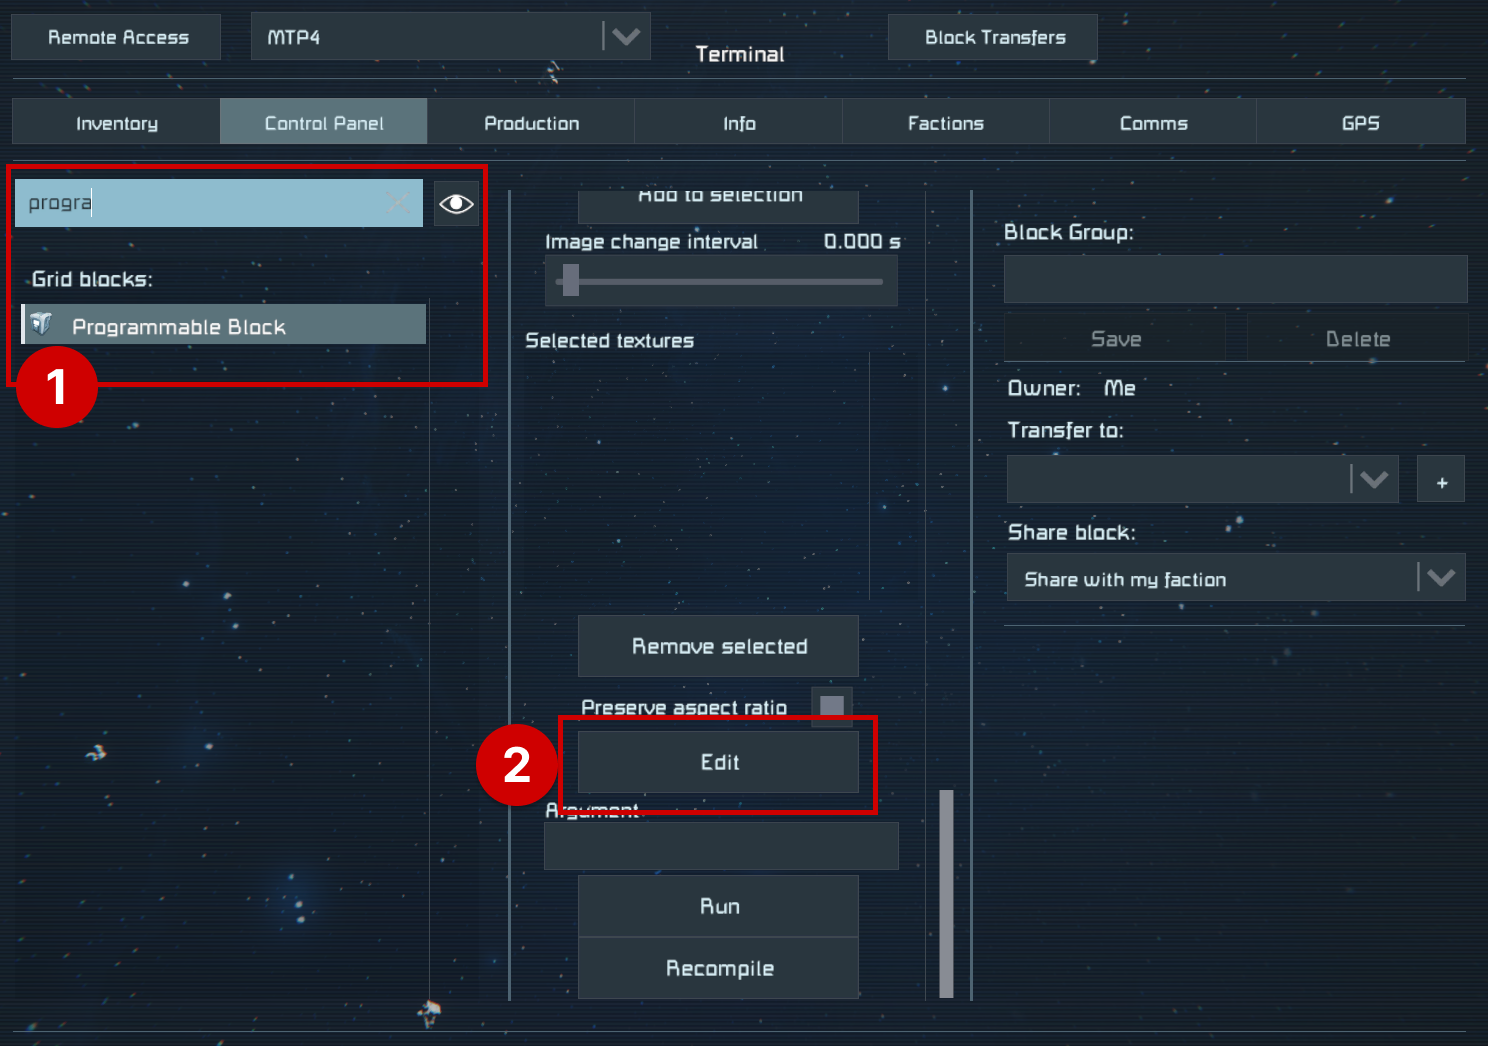 Remote Access
MTP4
Terminal
Block Transfers
Inventory
Control Panel
Production
Info
Factions
Comms
GPS
progra
Grid blocks:
Programmable Block
1
Add to selection
Image change interval 0.000 s
Selected textures
Remove selected
Preserve aspect ratio
2
Edit
Argument
Run
Recompile
Block Group:
Save
Delete
Owner: Me
Transfer to:
+
Share block:
Share with my faction